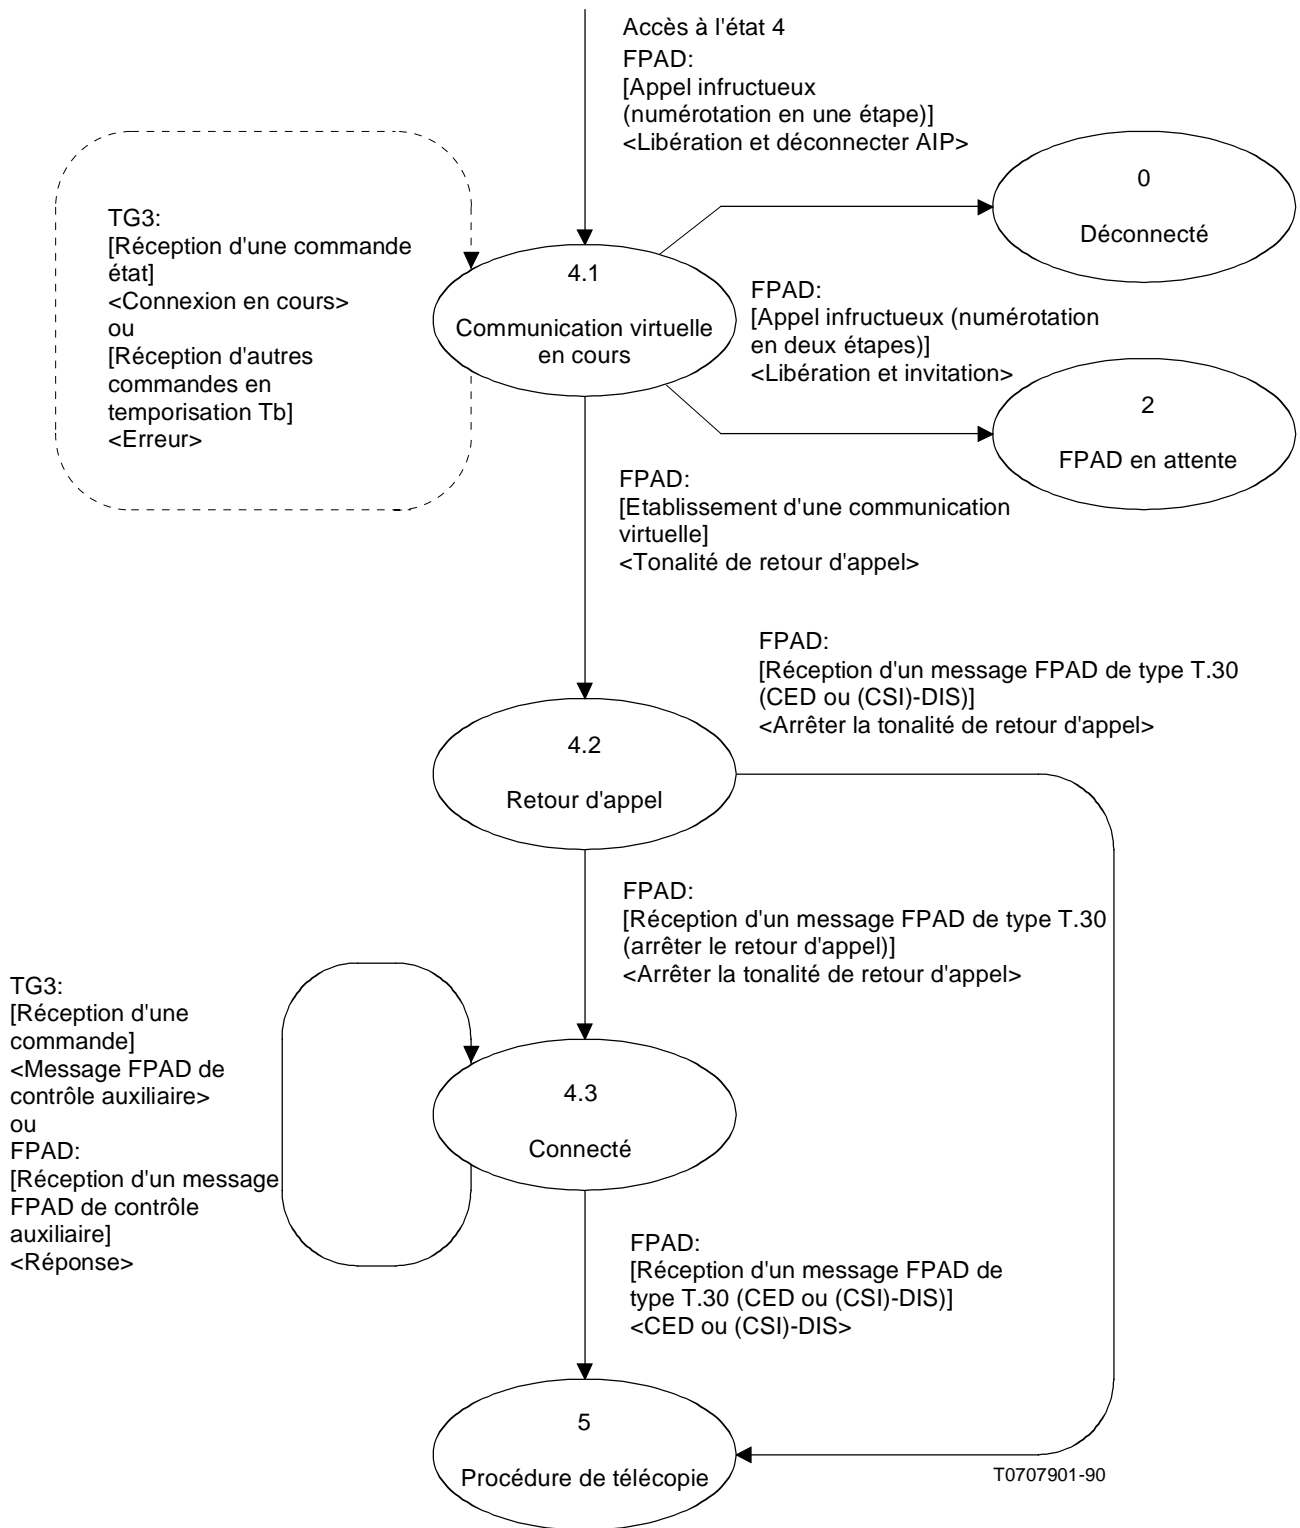 Accès à l'état 4
FPAD:
[Appel infructueux
(numérotation en une étape)]
<Libération et déconnecter AIP>
0
Déconnecté
TG3:
[Réception d'une commande
état]
<Connexion en cours>
ou
[Réception d'autres
commandes en
temporisation Tb]
<Erreur>
4.1
Communication virtuelle
en cours
FPAD:
[Appel infructueux (numérotation
en deux étapes)]
<Libération et invitation>
2
FPAD en attente
FPAD:
[Etablissement d'une communication
virtuelle]
<Tonalité de retour d'appel>
FPAD:
[Réception d'un message FPAD de type T.30
(CED ou (CSI)-DIS)]
<Arrêter la tonalité de retour d'appel>
4.2
Retour d'appel
FPAD:
[Réception d'un message FPAD de type T.30
(arrêter le retour d'appel)]
<Arrêter la tonalité de retour d'appel>
TG3:
[Réception d'une
commande]
<Message FPAD de
contrôle auxiliaire>
ou
FPAD:
[Réception d'un message
FPAD de contrôle
auxiliaire]
<Réponse>
4.3
Connecté
FPAD:
[Réception d'un message FPAD de
type T.30 (CED ou (CSI)-DIS)]
<CED ou (CSI)-DIS>
5
Procédure de télécopie
T0707901-90